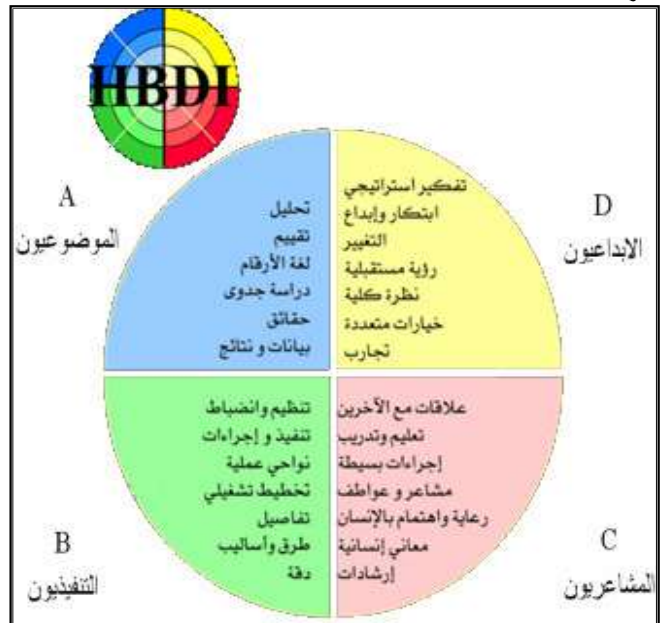 HBDI
A
الموضوعيون
تحليل
تقييم
لغة الأرقام
دراسة جدوى
حقائق
بيانات و نتائج
D
الابداعيون
تفكير استراتيجي
ابتكار وإبداع
التغيير
رؤية مستقبلية
نظرة كلية
خيارات متعددة
تجارب
B
التنفيذيون
تنظيم وانضباط
تنفيذ و إجراءات
نواحي عملية
تخطيط تشغيلي
تفاصيل
طرق وأساليب
دقة
C
المشاعريون
علاقات مع الآخرين
تعليم وتدريب
إجراءات بسيطة
مشاعر و عواطف
رعاية واهتمام بالإنسان
معاني إنسانية
إرشادات